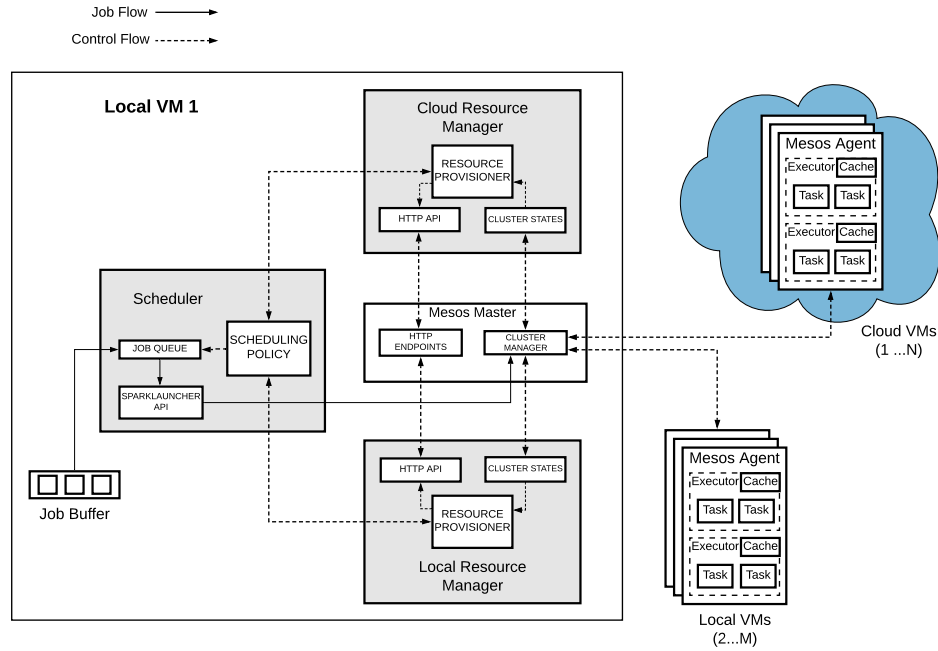 Job Flow
Control Flow
Local VM 1
Cloud Resource
Manager
RESOURCE
PROVISIONER
HTTP API
CLUSTER STATES
Scheduler
JOB QUEUE
SCHEDULING
POLICY
SPARKLAUNCHER
API
Mesos Master
HTTP
ENDPOINTS
CLUSTER
MANAGER
HTTP API
CLUSTER STATES
RESOURCE
PROVISIONER
Local Resource
Manager
Job Buffer
Mesos Agent
Executor
Cache
Task
Task
Executor
Cache
Task
Task
Cloud VMs
(1 ...N)
Mesos Agent
Executor
Cache
Task
Task
Executor
Cache
Task
Task
Local VMs
(2...M)